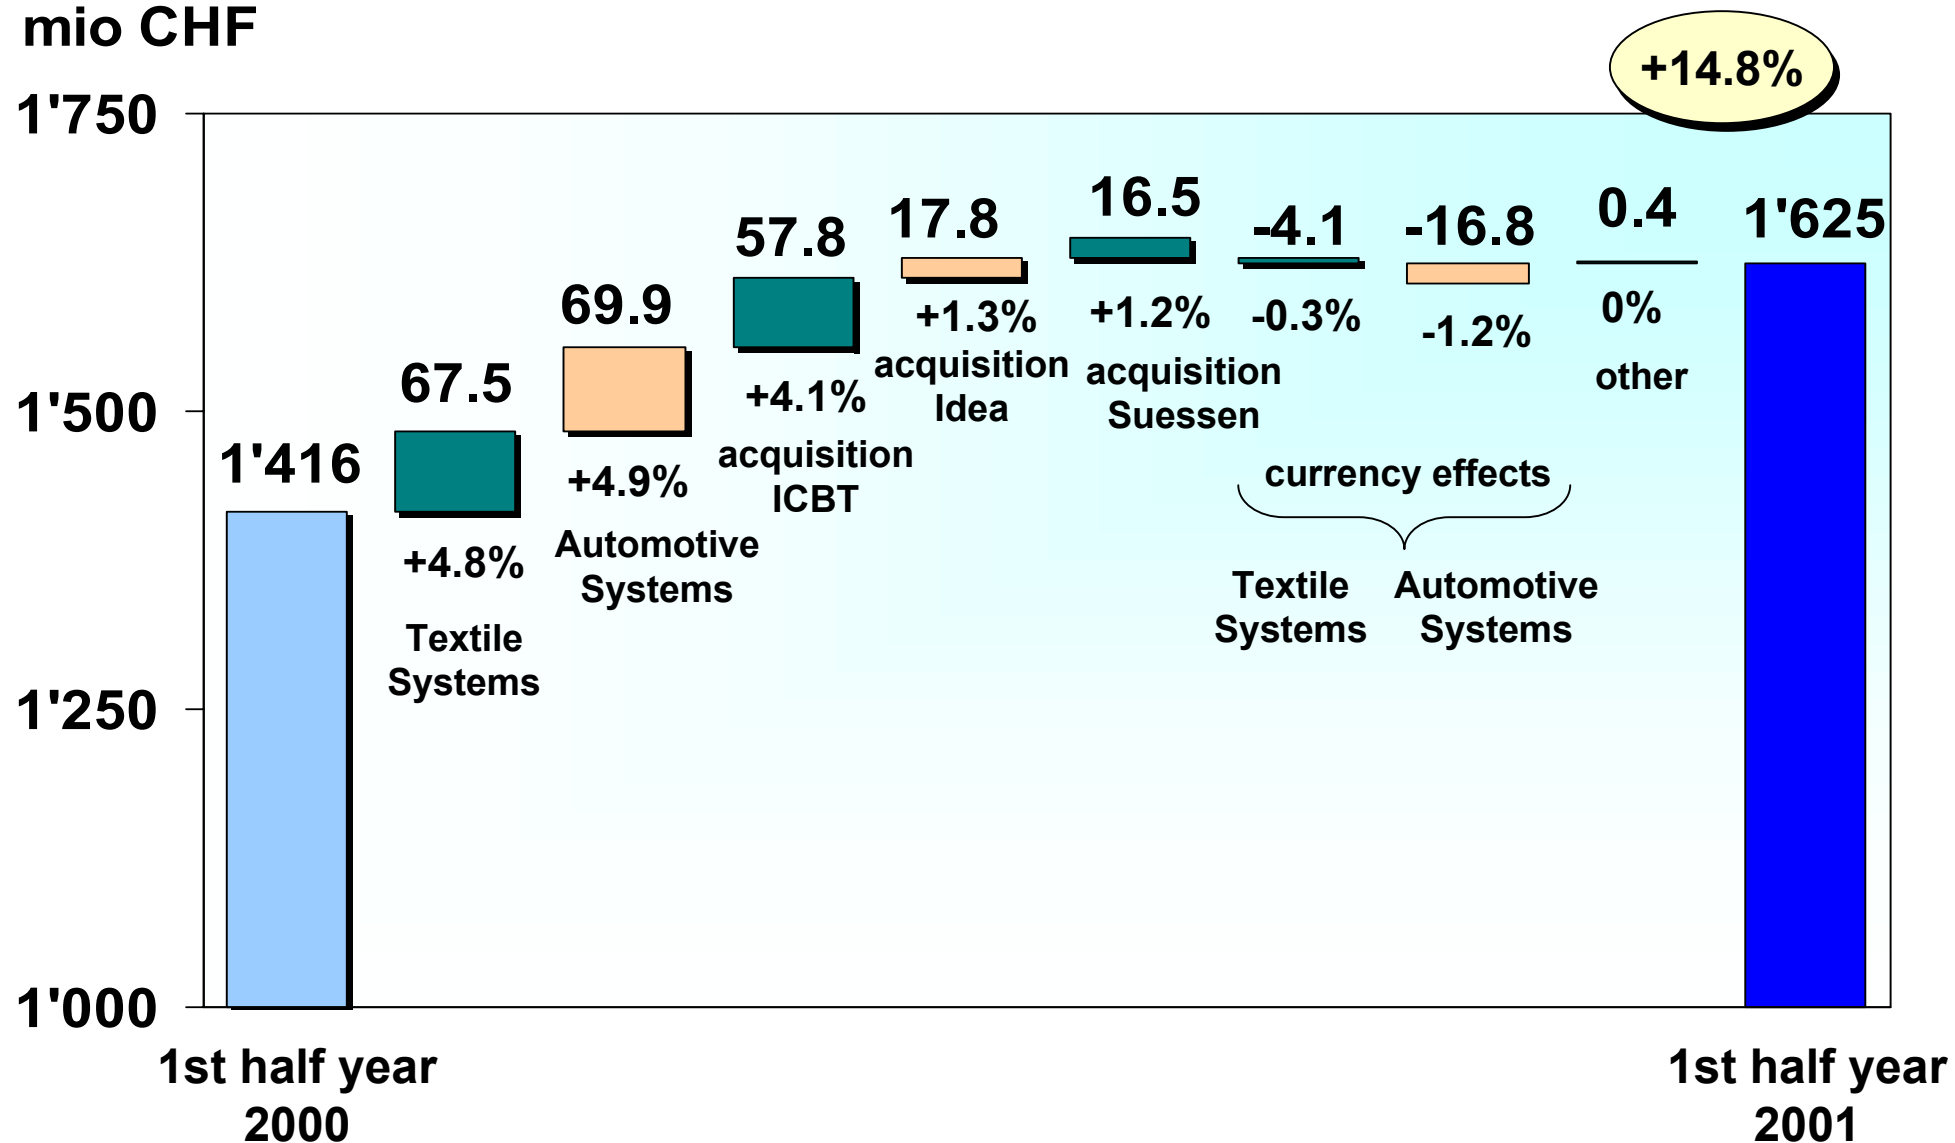 mio CHF
+14.8%
1'750
1'500
1'250
1'000
1'416
67.5
+4.8%
Textile
Systems
69.9
+4.9%
Automotive
Systems
57.8
+4.1%
acquisition
ICBT
17.8
+1.3%
acquisition
Idea
16.5
+1.2%
acquisition
Suessen
-4.1
-0.3%
-16.8
-1.2%
currency effects
Textile
Systems
Automotive
Systems
0.4
0%
other
1'625
1st half year
2000
1st half year
2001